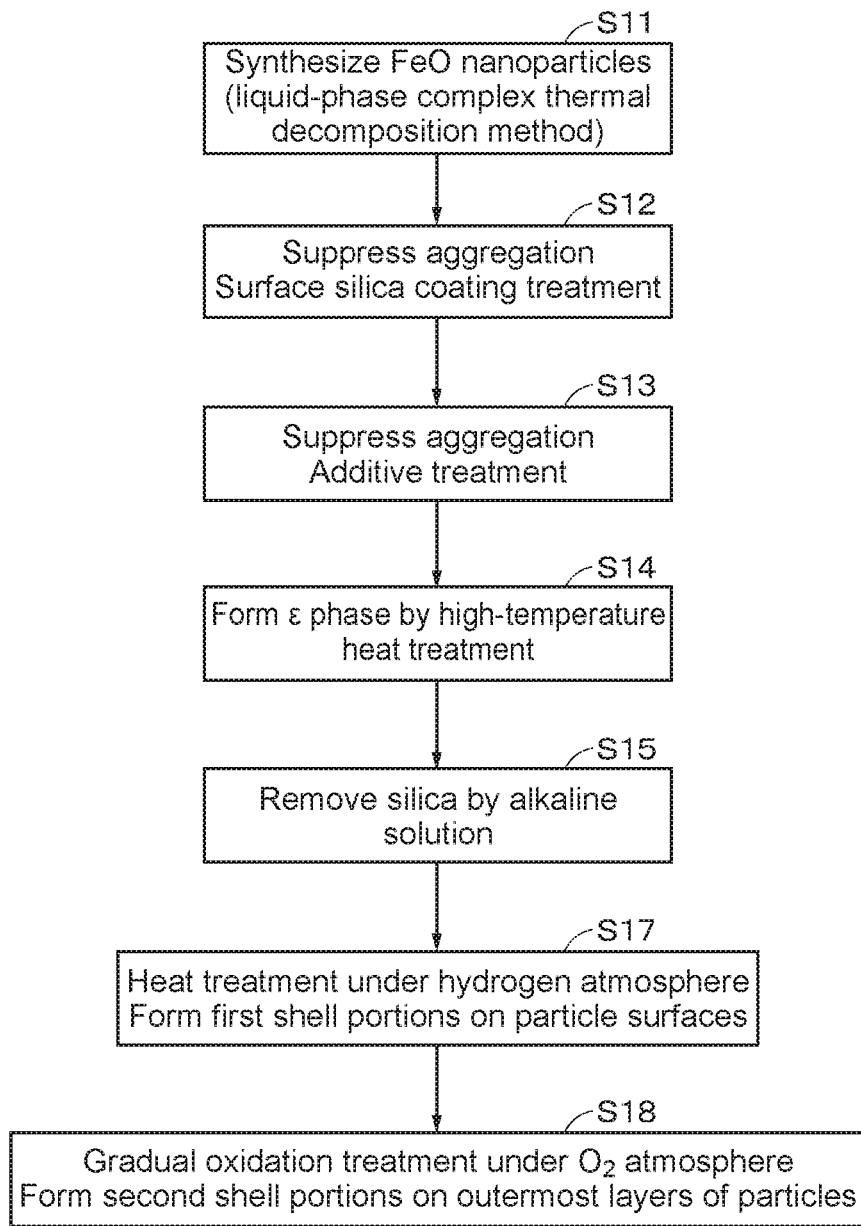 S11
Synthesize FeO nanoparticles
(liquid-phase complex thermal
decomposition method)
S12
Suppress aggregation
Surface silica coating treatment
S13
Suppress aggregation
Additive treatment
S14
Form ε phase by high-temperature
heat treatment
S15
Remove silica by alkaline
solution
S17
Heat treatment under hydrogen atmosphere
Form first shell portions on particle surfaces
S18
Gradual oxidation treatment under O₂ atmosphere
Form second shell portions on outermost layers of particles